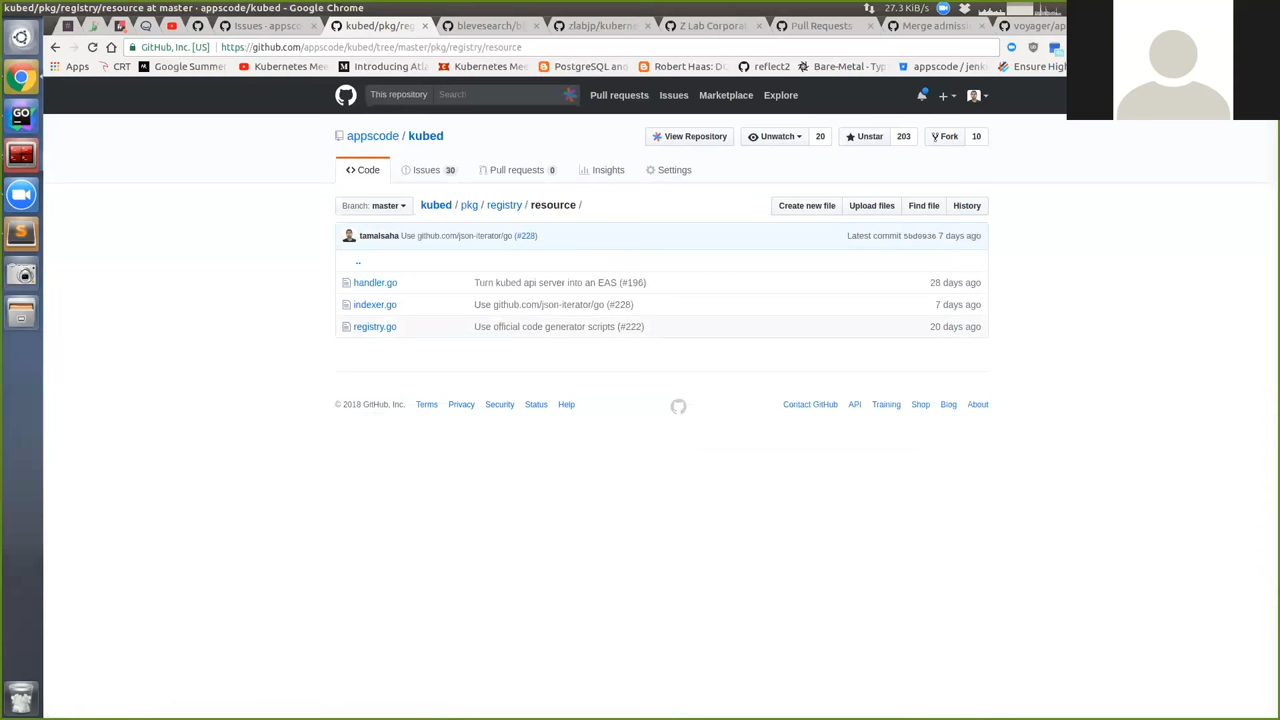 kubed/pkg/registry/resource at master · appscode/kubed - Google Chrome
27.3 KiB/s
Issues · appsco
kubed/pkg/reg
blevesearch/b
zlabjp/kuberne
Z Lab Corporat
Pull Requests
Merge admiss
voyager/ap
GitHub, Inc. [US] https://github.com/appscode/kubed/tree/master/pkg/registry/resource
Apps CRT Google Summer Kubernetes Mee Introducing Atla Kubernetes Mee PostgreSQL ano Robert Haas: Do reflect2 Bare-Metal - Typ appscode / jenk Ensure High
This repository Search Pull requests Issues Marketplace Explore
appscode / kubed
View Repository Unwatch 20 Unstar 203 Fork 10
Code Issues 30 Pull requests 0 Insights Settings
Branch: master kubed / pkg / registry / resource /
Create new file Upload files Find file History
tamalsaha Use github.com/json-iterator/go (#228) Latest commit 5bd0936 7 days ago
..
handler.go Turn kubed api server into an EAS (#196) 28 days ago
indexer.go Use github.com/json-iterator/go (#228) 7 days ago
registry.go Use official code generator scripts (#222) 20 days ago
© 2018 GitHub, Inc. Terms Privacy Security Status Help Contact GitHub API Training Shop Blog About
GO
S